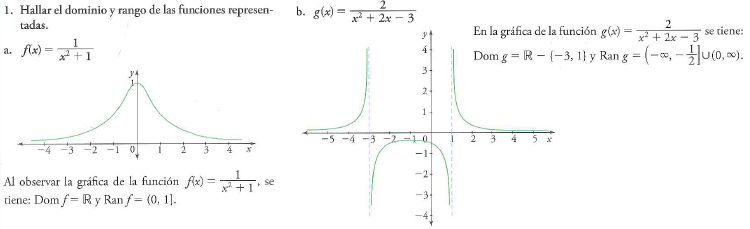 1. Hallar el dominio y rango de las funciones represen-
tadas.
a. f(x) = 1/(x² + 1)
y
1
-4 -3 -2 -1 0 1 2 3 4 x
Al observar la gráfica de la función f(x) = 1/(x² + 1), se
tiene: Dom f = ℝ y Ran f = (0, 1].
b. g(x) = 2/(x² + 2x − 3)
y
4
3
2
1
-5 -4 -3 -2 -1 0 1 2 3 4 5 x
-1
-2
-3
-4
En la gráfica de la función g(x) = 2/(x² + 2x − 3) se tiene:
Dom g = ℝ − {−3, 1} y Ran g = (−∞, −1/2] ∪ (0, ∞).